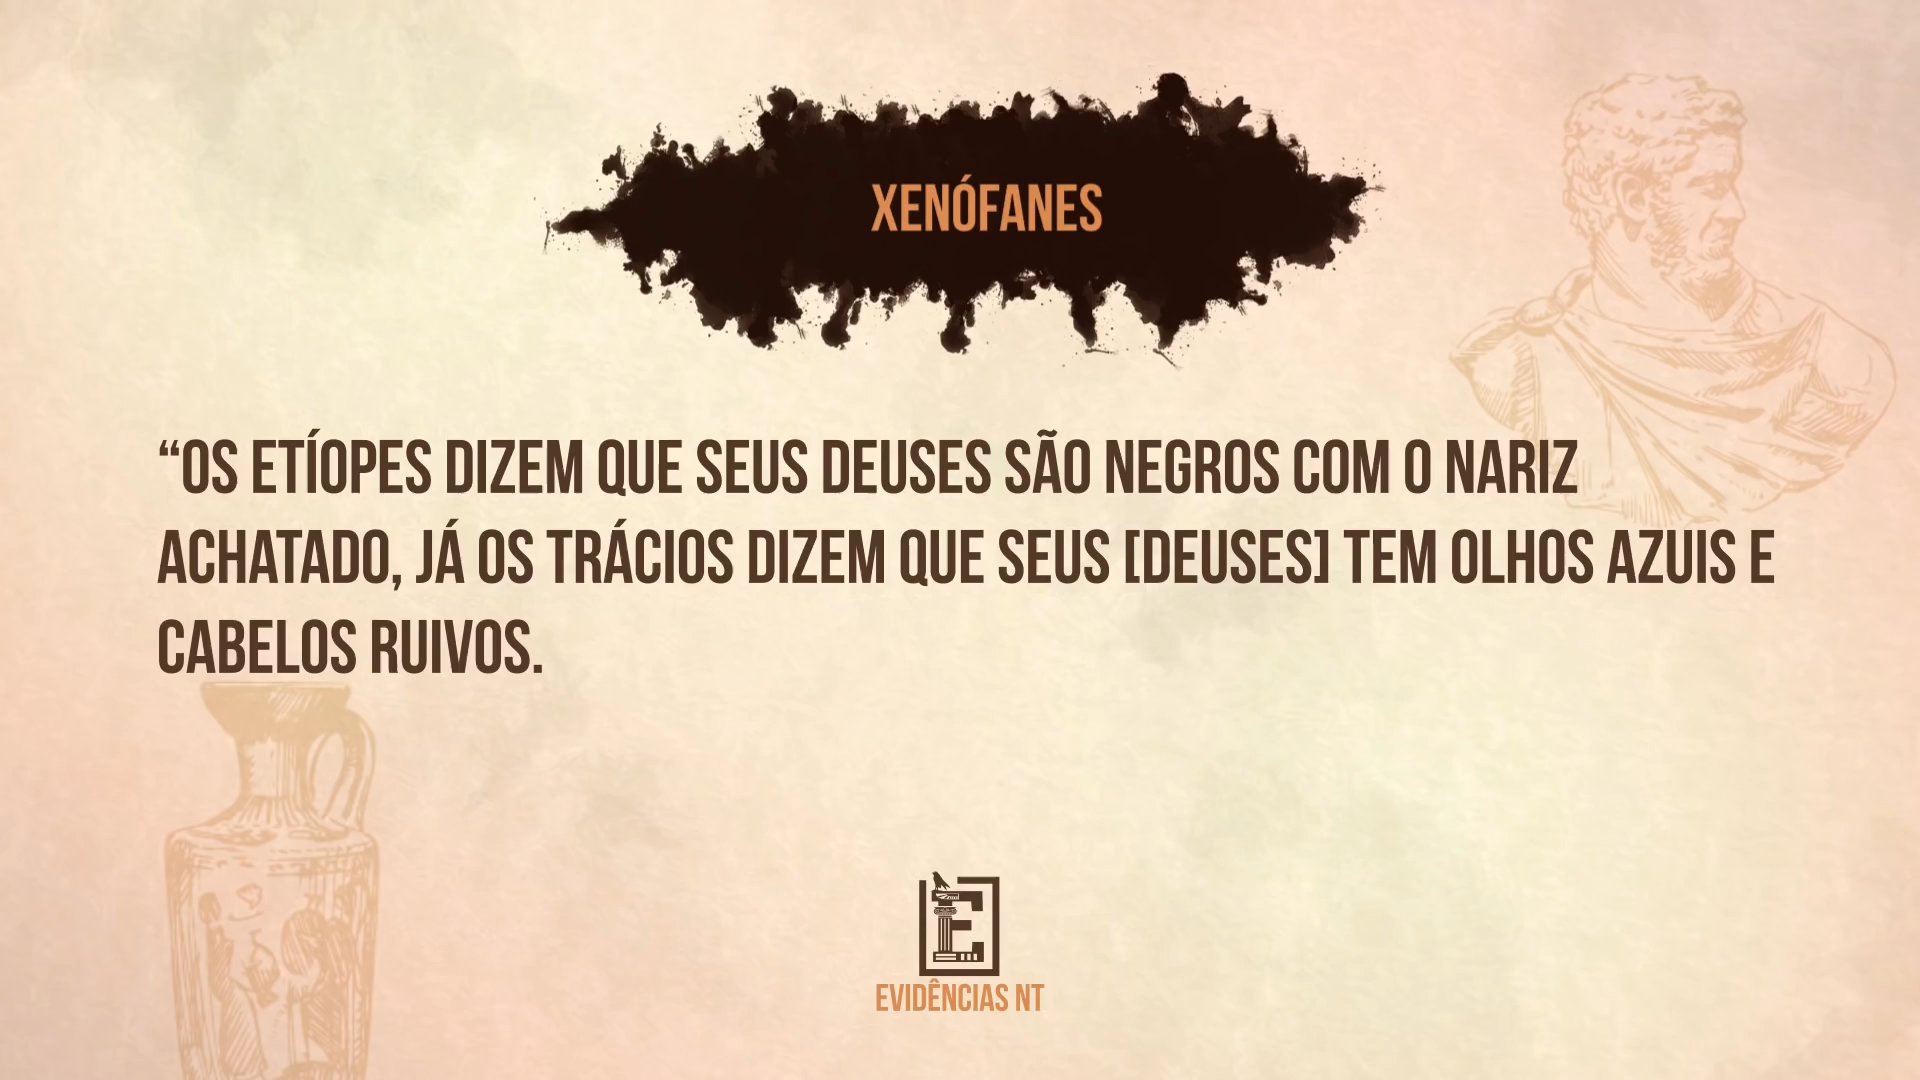 XENÓFANES
“OS ETÍOPES DIZEM QUE SEUS DEUSES SÃO NEGROS COM O NARIZ
ACHATADO, JÁ OS TRÁCIOS DIZEM QUE SEUS [DEUSES] TEM OLHOS AZUIS E
CABELOS RUIVOS.
E
EVIDÊNCIAS NT